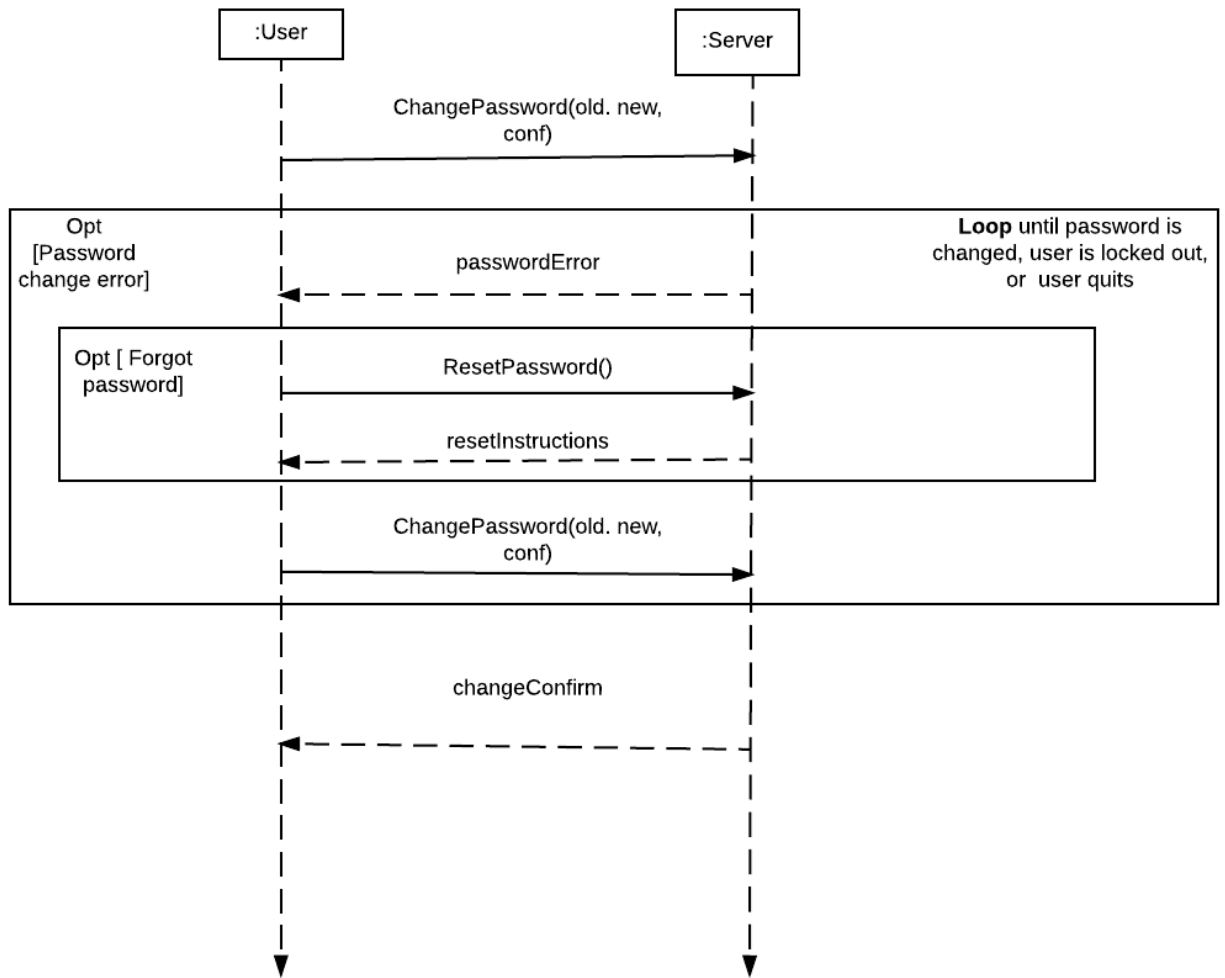 :User
:Server
ChangePassword(old. new,
conf)
Opt
[Password
change error]
Loop until password is
changed, user is locked out,
or user quits
passwordError
Opt [ Forgot
password]
ResetPassword()
resetInstructions
ChangePassword(old. new,
conf)
changeConfirm